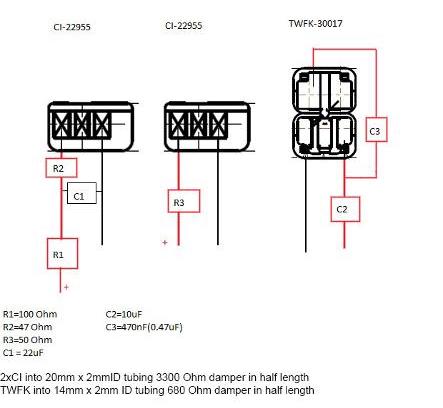 CI-22955
CI-22955
TWFK-30017
R2
C1
R1
+
R3
+
C3
C2
R1=100 Ohm
C2=10uF
R2=47 Ohm
C3=470nF(0.47uF)
R3=50 Ohm
C1 = 22uF
2xCI into 20mm x 2mmID tubing 3300 Ohm damper in half length
TWFK into 14mm x 2mm ID tubing 680 Ohm damper in half length